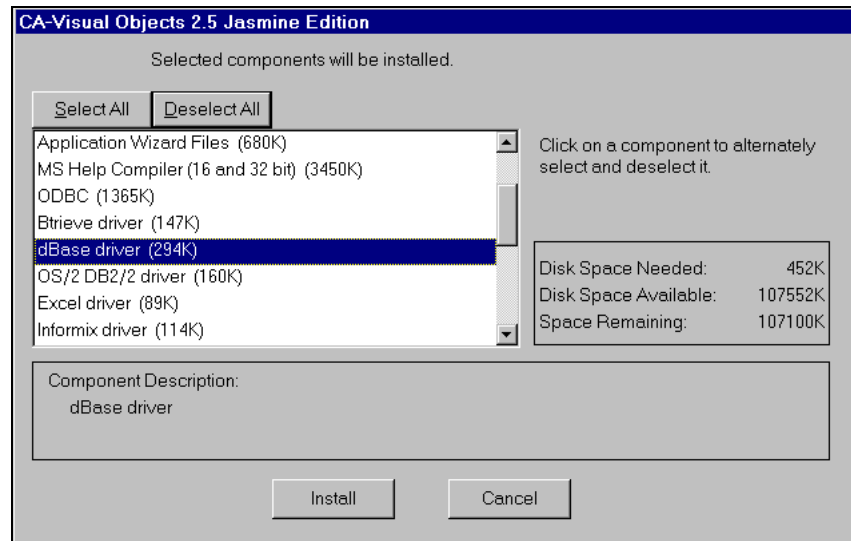 CA-Visual Objects 2.5 Jasmine Edition
Selected components will be installed.
Select All
Deselect All
Application Wizard Files (680K)
MS Help Compiler (16 and 32 bit) (3450K)
ODBC (1365K)
Btrieve driver (147K)
dBase driver (294K)
OS/2 DB2/2 driver (160K)
Excel driver (89K)
Informix driver (114K)
Click on a component to alternately
select and deselect it.
Disk Space Needed: 452K
Disk Space Available: 107552K
Space Remaining: 107100K
Component Description:
dBase driver
Install
Cancel